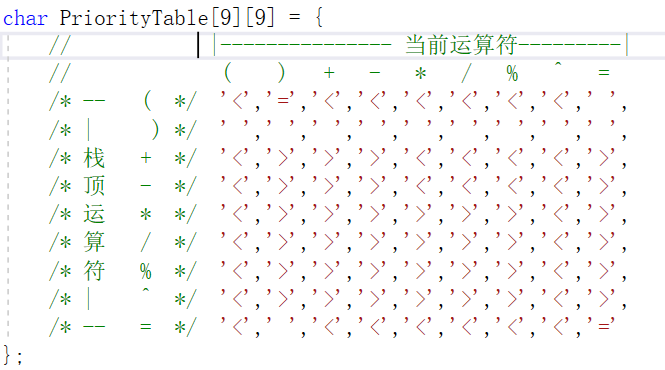 char PriorityTable[9][9] = {
//            |--------------- 当前运算符---------|
//             (   )   +   -   *   /   %   ^   =
/* --   (  */ '<','=','<','<','<','<','<','<',' ',
/* |     ) */ ' ',' ',' ',' ',' ',' ',' ',' ',' ',
/* 栈   +  */ '<','>','>','>','<','<','<','<','>',
/* 顶   -  */ '<','>','>','>','<','<','<','<','>',
/* 运   *  */ '<','>','>','>','>','>','>','<','>',
/* 算   /  */ '<','>','>','>','>','>','>','<','>',
/* 符   %  */ '<','>','>','>','>','>','>','<','>',
/* |    ^  */ '<','>','>','>','>','>','>','<','>',
/* --   =  */ '<',' ','<','<','<','<','<','<','='
};